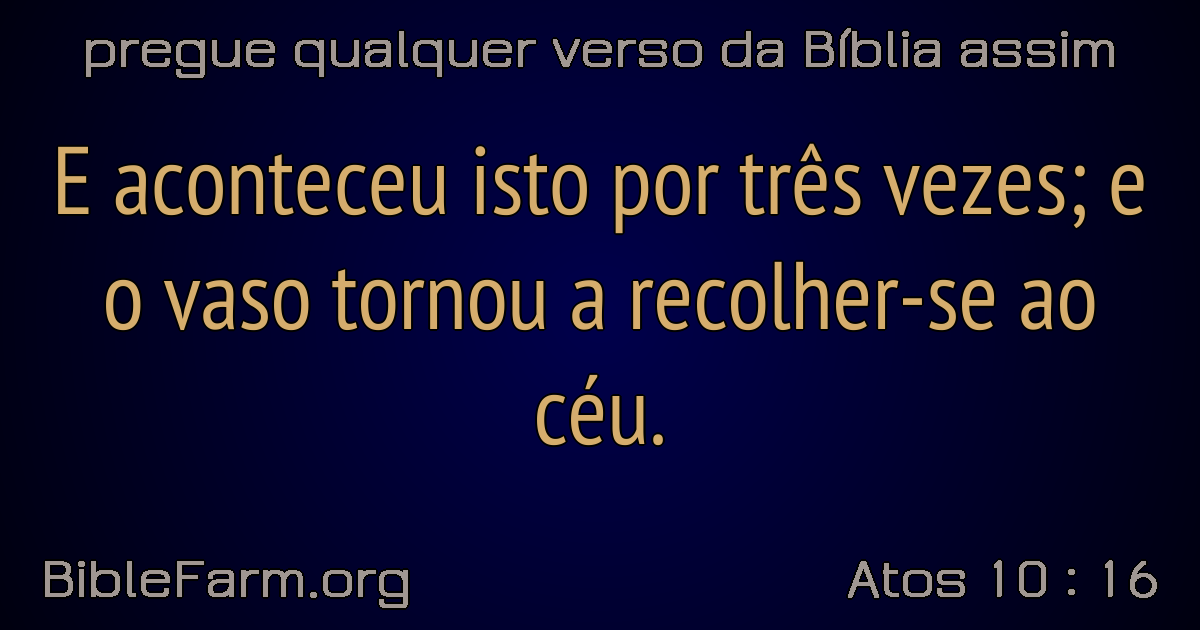 pregue qualquer verso da Bíblia assim
E aconteceu isto por três vezes; e
o vaso tornou a recolher-se ao
céu.
BibleFarm.org
Atos 10 : 16